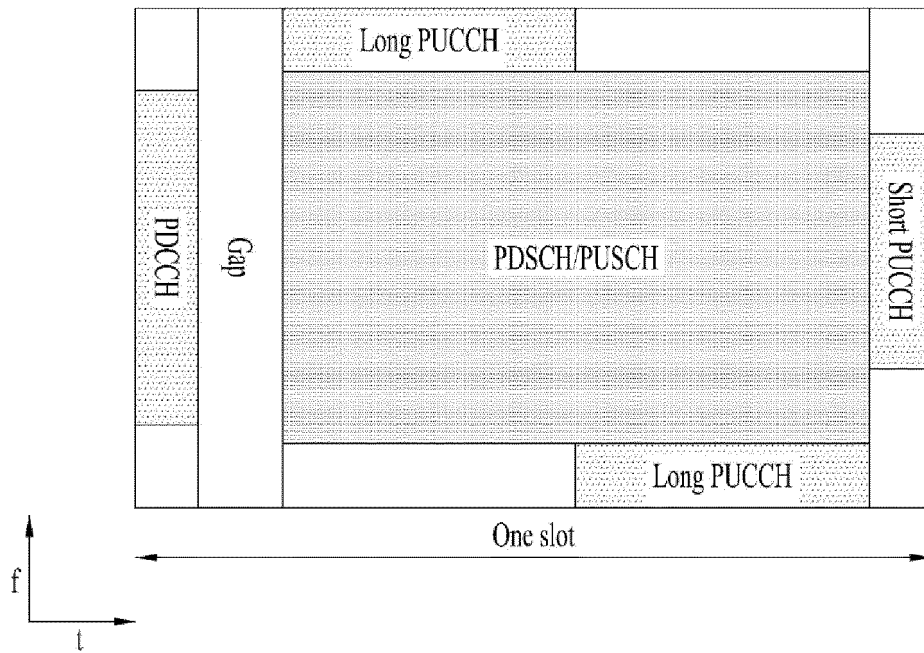 Long PUCCH
PDCCH
Gap
PDSCH/PUSCH
Short PUCCH
Long PUCCH
One slot
f
t